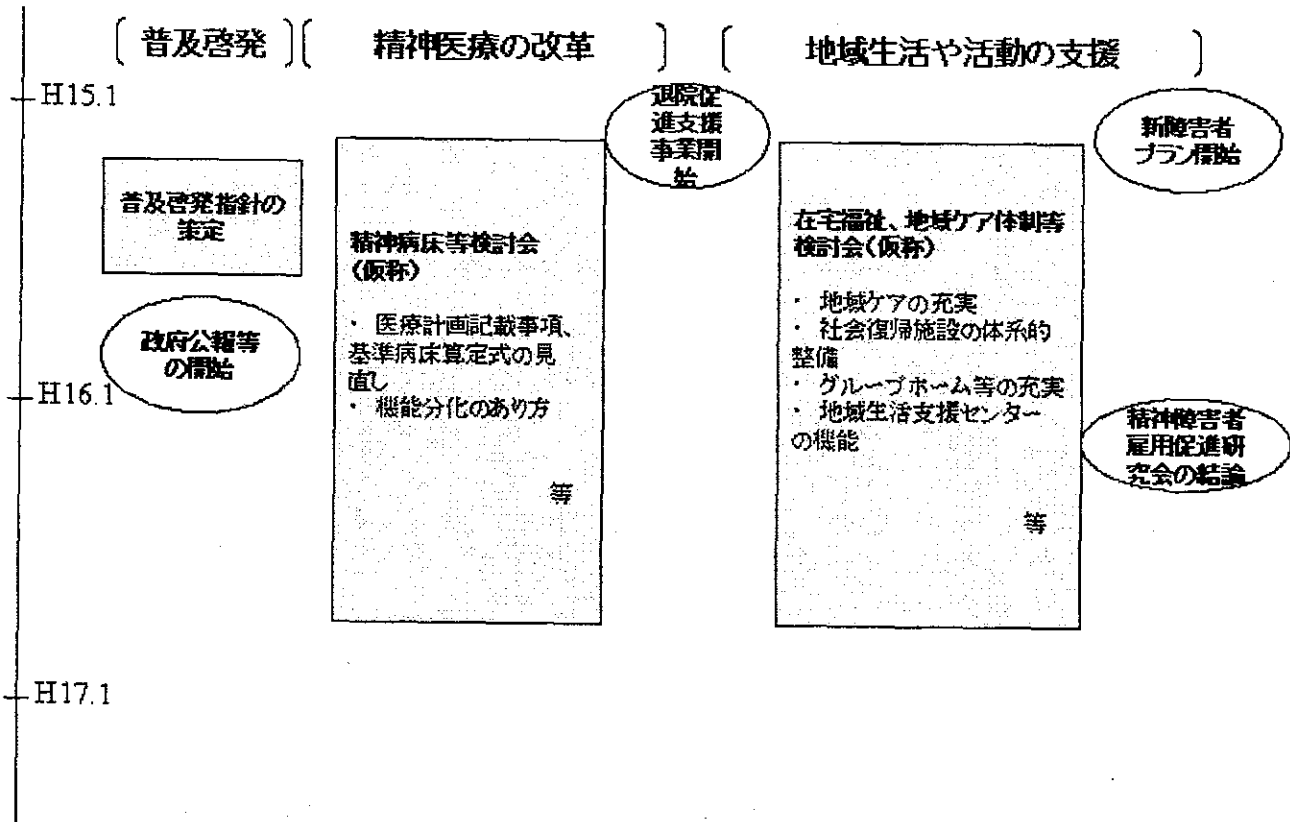 〔普及啓発〕〔　精神医療の改革　〕〔　地域生活や活動の支援　〕
H15.1
退院促
進支援
事業開
始
新障害者
プラン開始
普及啓発指針の
策定
精神病床等検討会
(仮称)
・ 医療計画記載事項、
基準病床算定式の見
直し
・ 機能分化のあり方
等
在宅福祉、地域ケア体制等
検討会(仮称)
・ 地域ケアの充実
・ 社会復帰施設の体系的
整備
・ グループホーム等の充実
・ 地域生活支援センター
の機能
等
政府公報等
の開始
H16.1
精神障害者
雇用促進研
究会の結論
H17.1